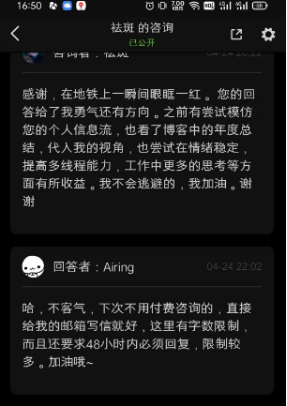 16:50
祛斑 的咨询
已公开
咨询者：祛斑 04-24 20:22
感谢，在地铁上一瞬间眼眶一红。您的回
答给了我勇气还有方向。之前有尝试模仿
您的个人信息流，也看了博客中的年度总
结，代人我的视角，也尝试在情绪稳定，
提高多线程能力，工作中更多的思考等方
面有所收益。我不会逃避的，我加油。谢
谢
回答者：Airing 04-24 22:02
哈，不客气，下次不用付费咨询的，直接
给我的邮箱写信就好，这里有字数限制，
而且还要求48小时内必须回复，限制较
多。加油哦~